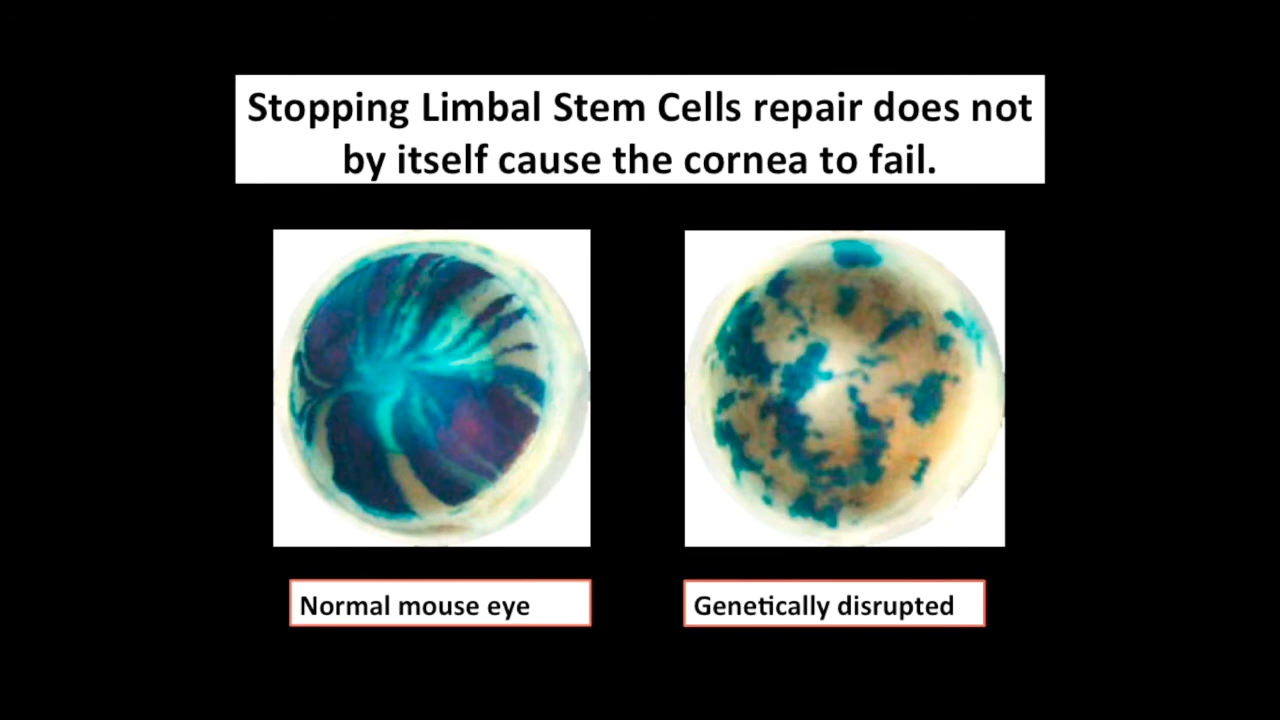 Stopping Limbal Stem Cells repair does not
by itself cause the cornea to fail.
Normal mouse eye
Genetically disrupted